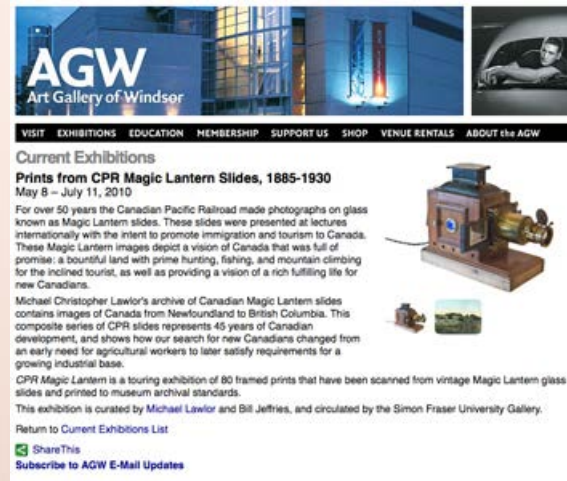 AGW
Art Gallery of Windsor
VISIT EXHIBITIONS EDUCATION MEMBERSHIP SUPPORT US SHOP VENUE RENTALS ABOUT the AGW
Current Exhibitions
Prints from CPR Magic Lantern Slides, 1885-1930
May 8 – July 11, 2010
For over 50 years the Canadian Pacific Railroad made photographs on glass
known as Magic Lantern slides. These slides were presented at lectures
internationally with the intent to promote immigration and tourism to Canada.
These Magic Lantern images depict a vision of Canada that was full of
promise: a bountiful land with prime hunting, fishing, and mountain climbing
for the inclined tourist, as well as providing a vision of a rich fulfilling life for
new Canadians.
Michael Christopher Lawlor's archive of Canadian Magic Lantern slides
contains images of Canada from Newfoundland to British Columbia. This
composite series of CPR slides represents 45 years of Canadian
development, and shows how our search for new Canadians changed from
an early need for agricultural workers to later satisfy requirements for a
growing industrial base.
CPR Magic Lantern is a touring exhibition of 80 framed prints that have been scanned from vintage Magic Lantern glass
slides and printed to museum archival standards.
This exhibition is curated by Michael Lawlor and Bill Jeffries, and circulated by the Simon Fraser University Gallery.
Return to Current Exhibitions List
ShareThis
Subscribe to AGW E-Mail Updates